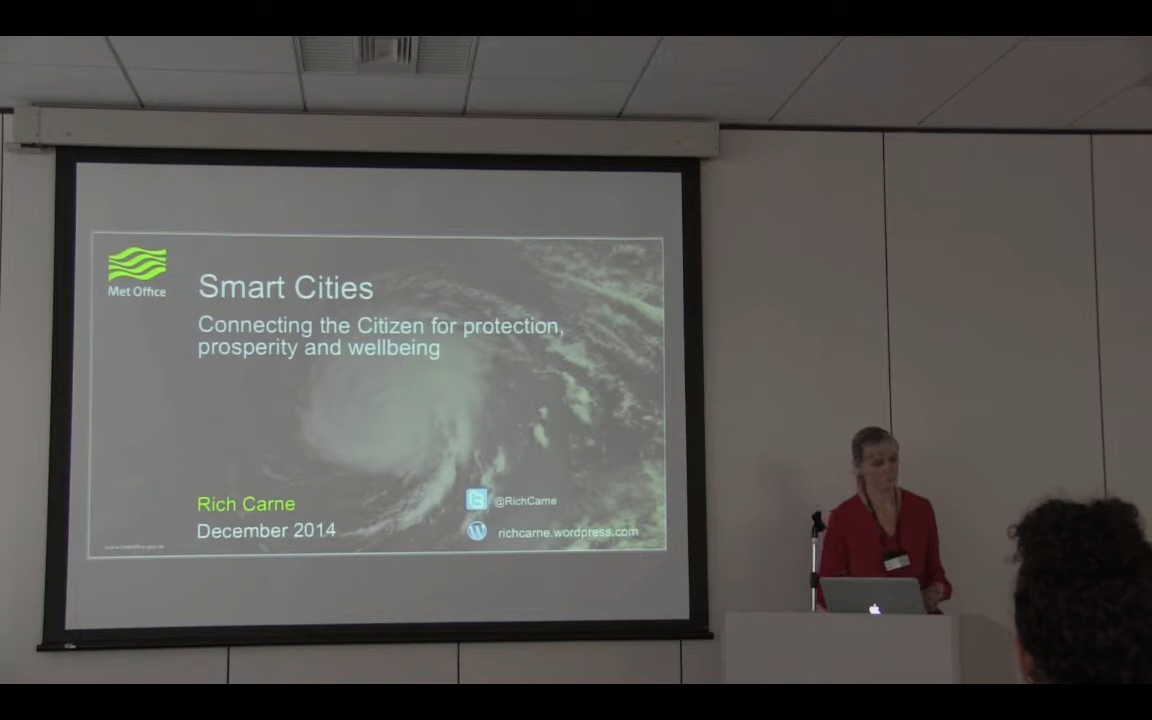 Met Office
Smart Cities
Connecting the Citizen for protection,
prosperity and wellbeing
Rich Carne
December 2014
@RichCarne
richcarne.wordpress.com